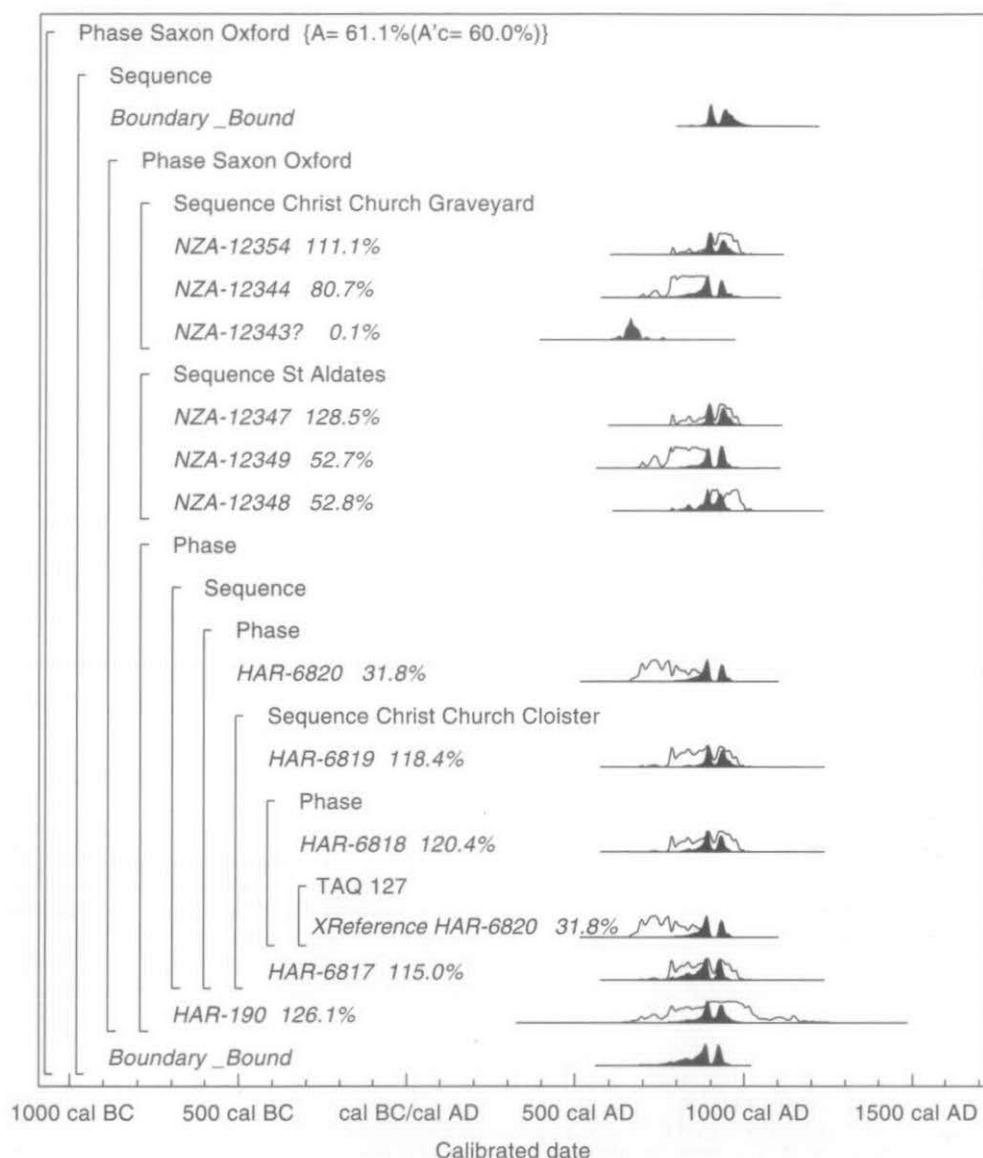 Phase Saxon Oxford {A= 61.1%(A'c= 60.0%)}
Sequence
Boundary _Bound
Phase Saxon Oxford
Sequence Christ Church Graveyard
NZA-12354 111.1%
NZA-12344 80.7%
NZA-12343? 0.1%
Sequence St Aldates
NZA-12347 128.5%
NZA-12349 52.7%
NZA-12348 52.8%
Phase
Sequence
Phase
HAR-6820 31.8%
Sequence Christ Church Cloister
HAR-6819 118.4%
Phase
HAR-6818 120.4%
TAQ 127
XReference HAR-6820 31.8%
HAR-6817 115.0%
HAR-190 126.1%
Boundary _Bound
1000 cal BC 500 cal BC cal BC/cal AD 500 cal AD 1000 cal AD 1500 cal AD
Calibrated date